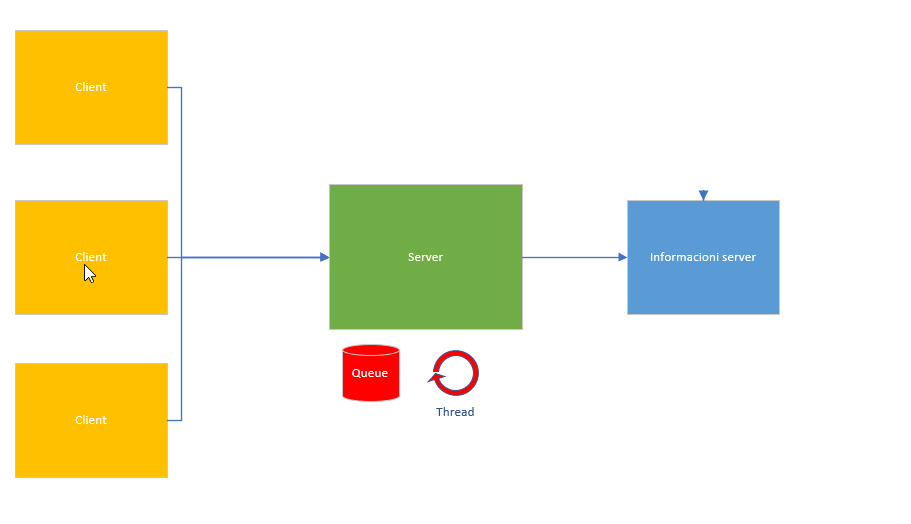 Client
Client
Server
Informacioni server
Queue
Client
Thread